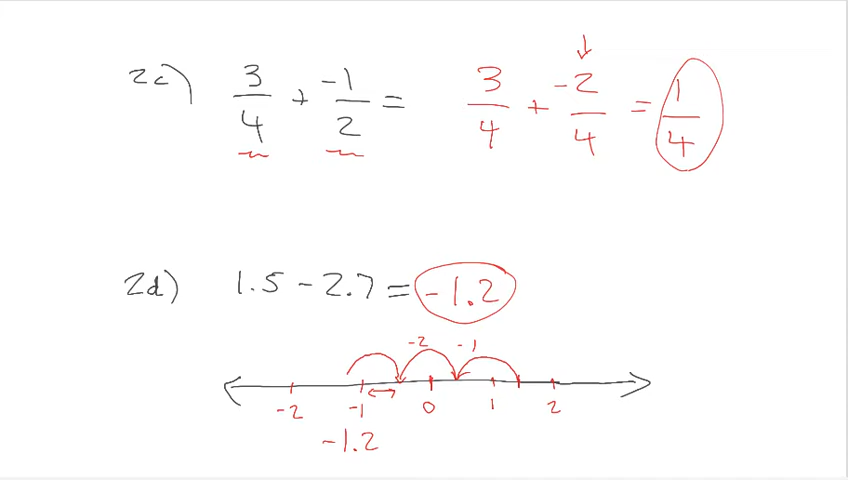 2c) 3/4 + -1/2 = 3/4 + -2/4 = 1/4
2d) 1.5 - 2.7 = -1.2
-2 -1
-2 -1 0 1 2
-1.2